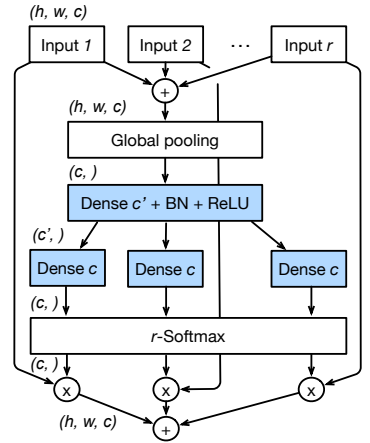 (h, w, c)
Input 1
Input 2
...
Input r
+
(h, w, c)
Global pooling
(c, )
Dense c' + BN + ReLU
(c', )
Dense c
Dense c
Dense c
(c, )
r-Softmax
(c, )
x
x
x
(h, w, c)
+